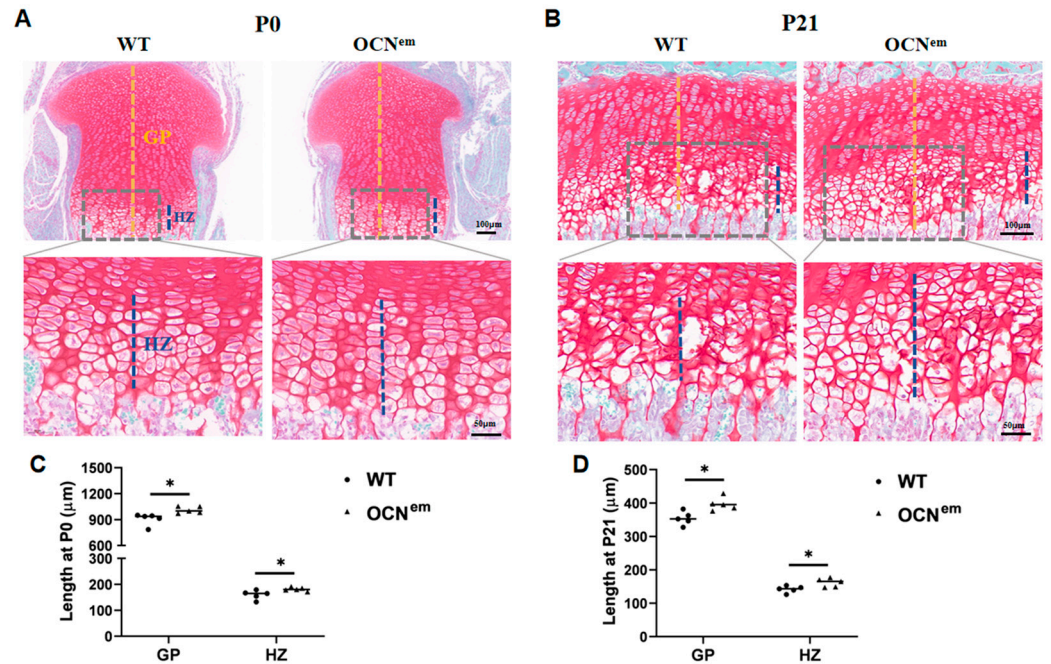 A
P0
WT
OCNem
GP
HZ
100μm
HZ
50μm
B
P21
WT
OCNem
100μm
50μm
C
Length at P0 (μm)
1500
1200
900
600
200
100
0
*
*
GP
HZ
WT
OCNem
D
Length at P21 (μm)
500
400
300
200
100
0
*
*
GP
HZ
WT
OCNem